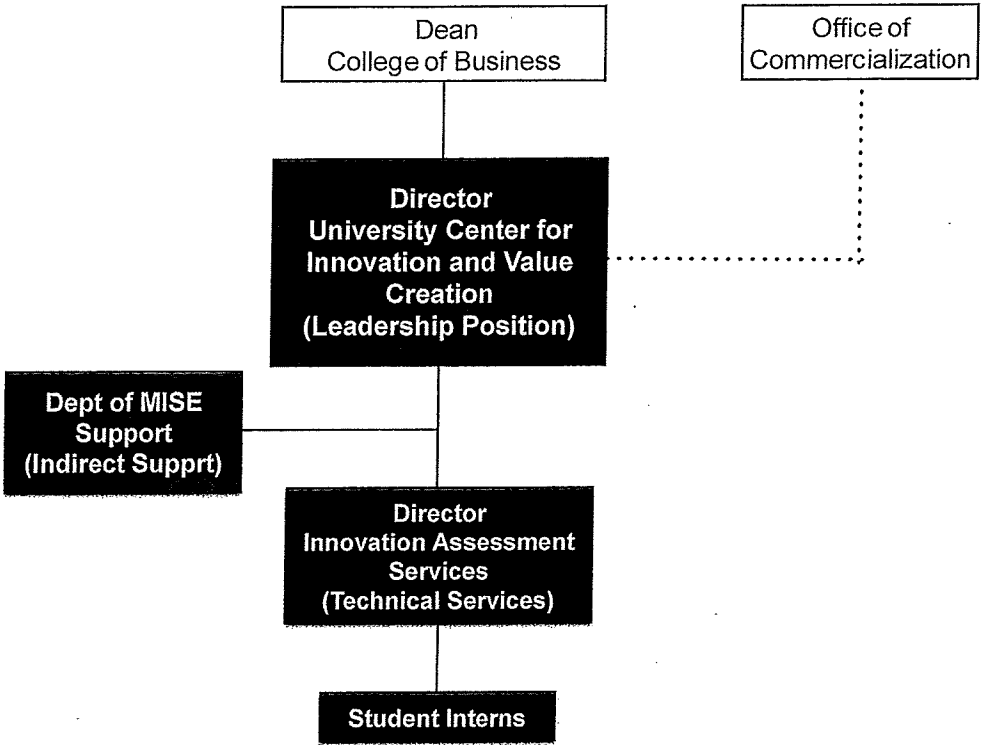 Dean
College of Business
Office of
Commercialization
Director
University Center for
Innovation and Value
Creation
(Leadership Position)
Dept of MISE
Support
(Indirect Supprt)
Director
Innovation Assessment
Services
(Technical Services)
Student Interns